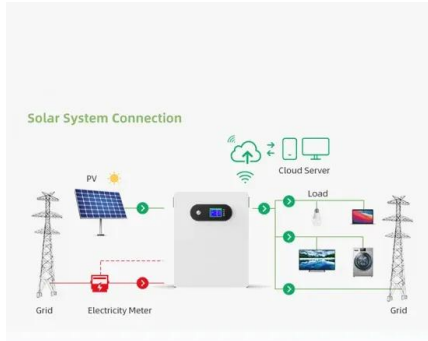 Solar System Connection
Cloud Server
PV
Load
Grid
Electricity Meter
Grid